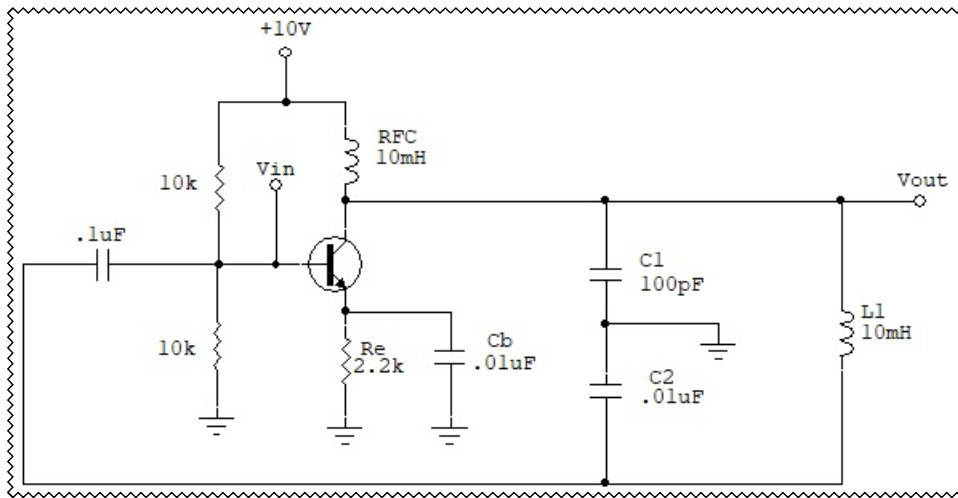 +10V
RFC
10mH
Vin
10k
Vout
.1uF
C1
100pF
L1
10mH
10k
Re
2.2k
Cb
.01uF
C2
.01uF